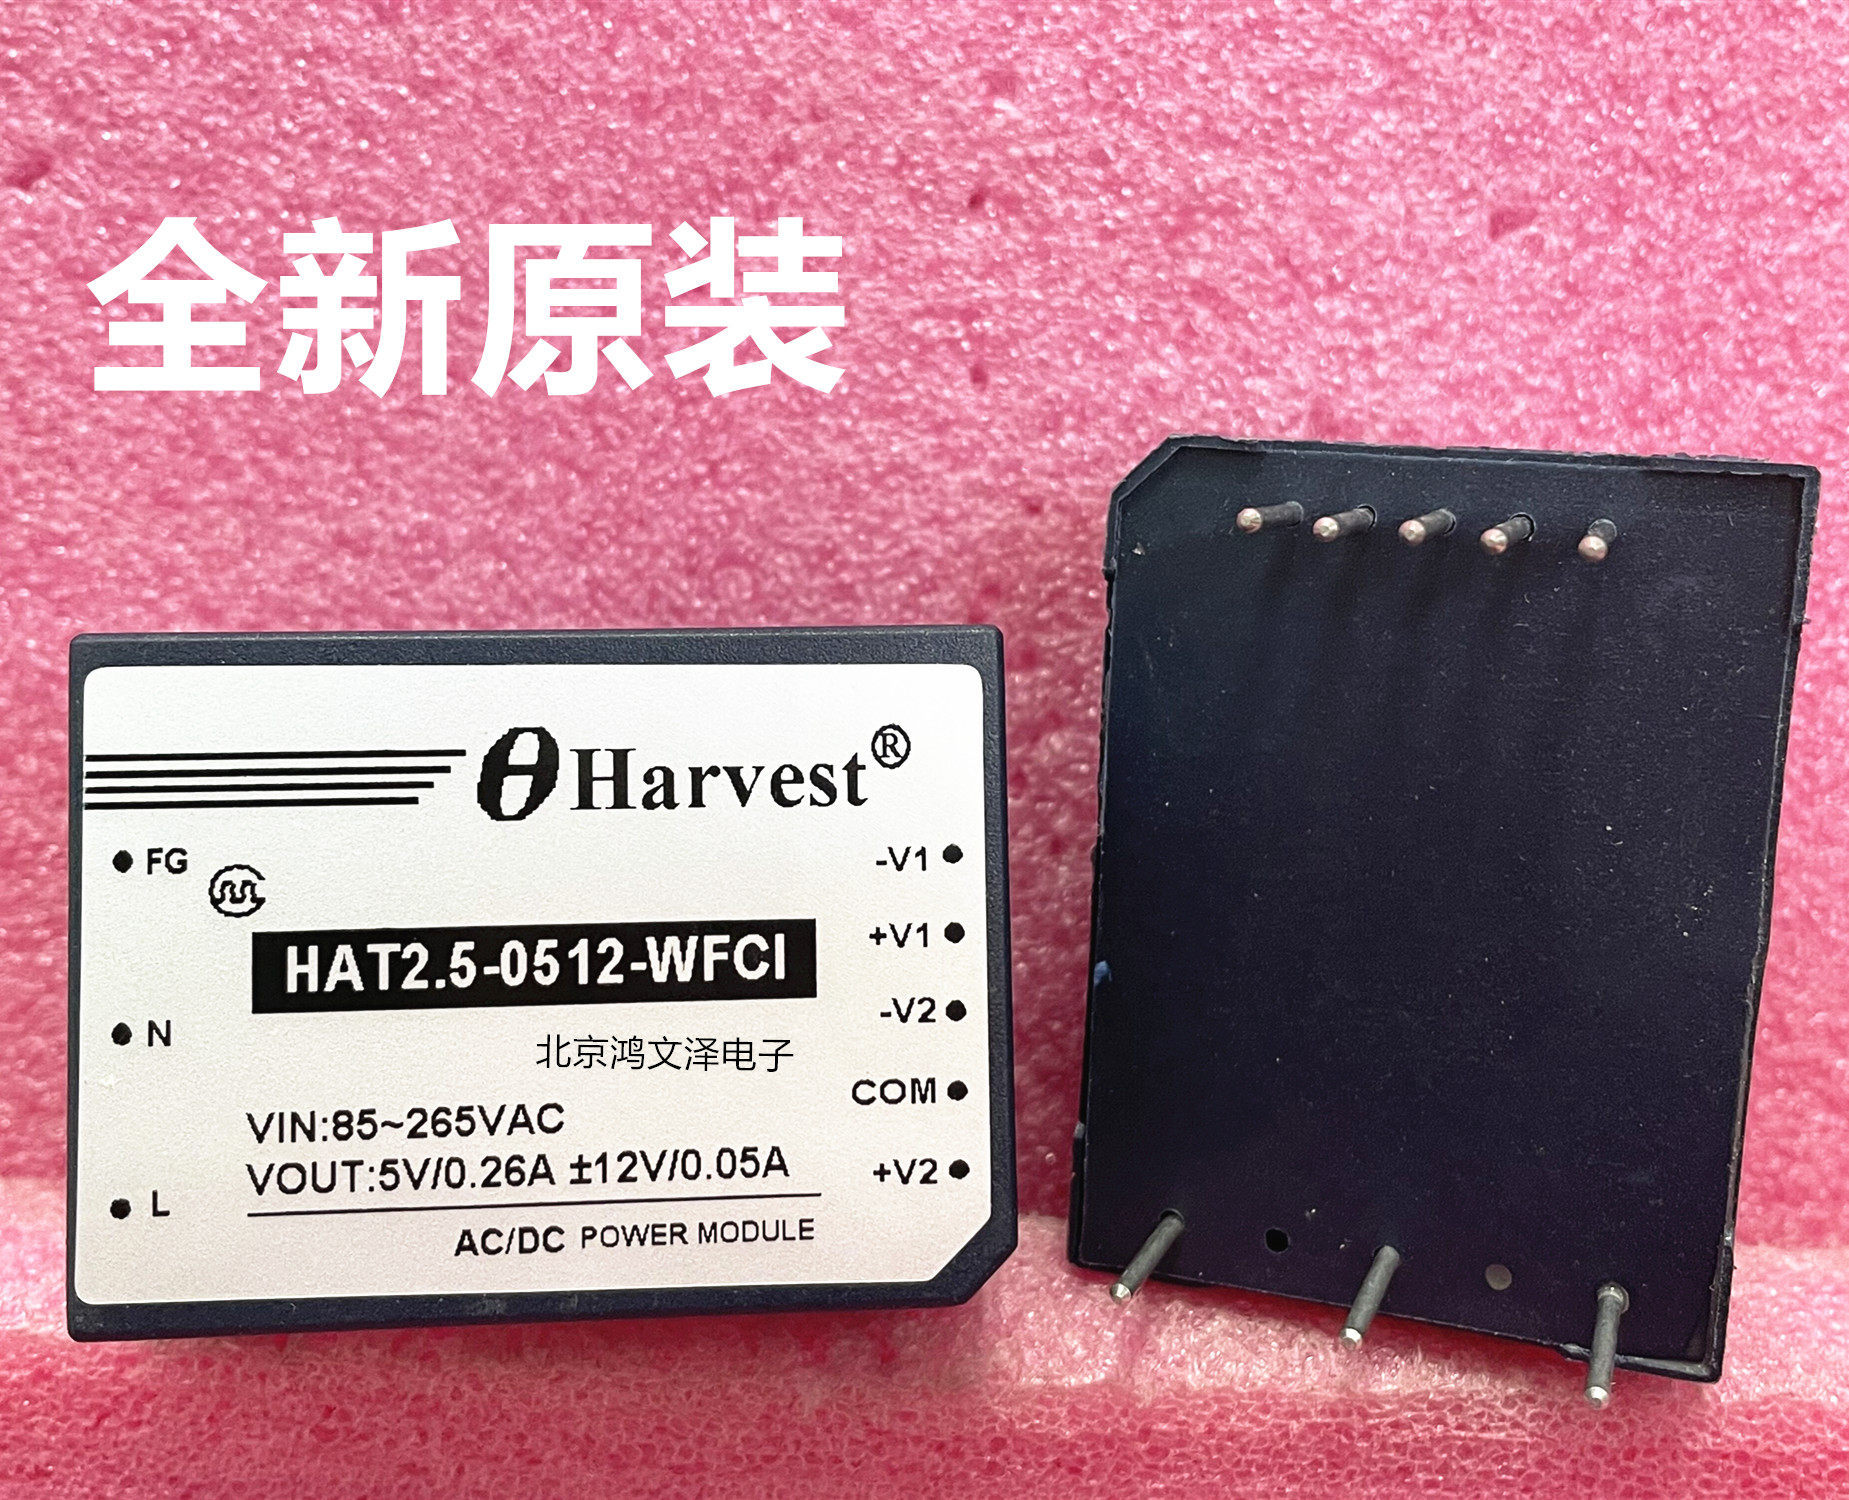 全新原装
Harvest®
FG
-V1
+V1
HAT2.5-0512-WFCI
-V2
N
北京鸿文泽电子
COM
VIN:85~265VAC
VOUT:5V/0.26A ±12V/0.05A
+V2
L
AC/DC POWER MODULE